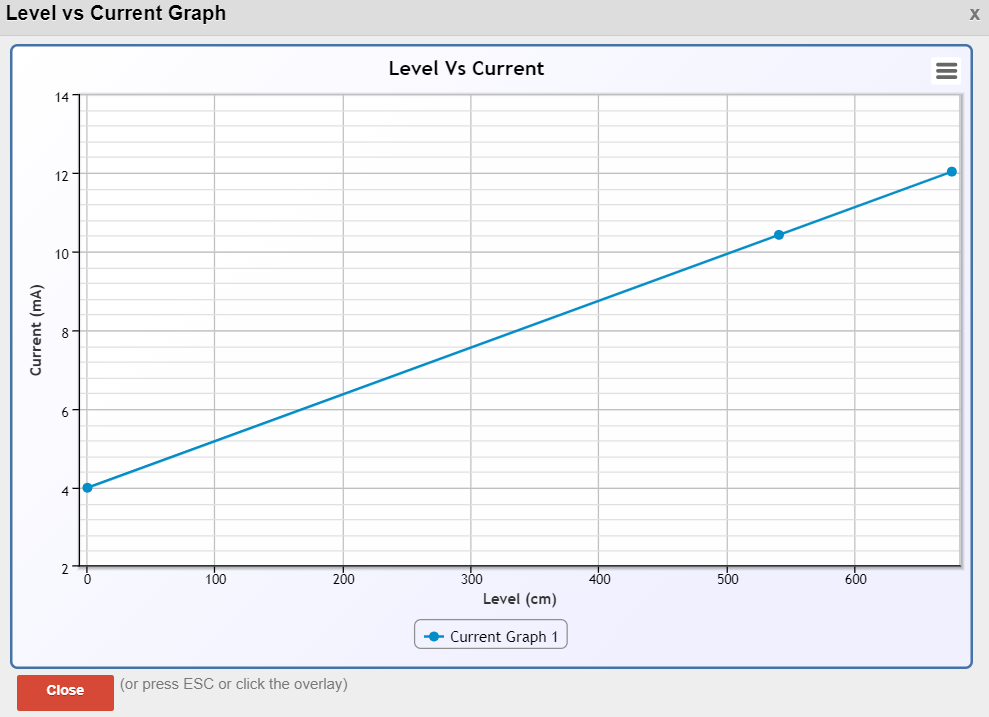 Level vs Current Graph
x
Level Vs Current
14
12
10
8
6
4
2
Current (mA)
0 100 200 300 400 500 600
Level (cm)
Current Graph 1
Close
(or press ESC or click the overlay)